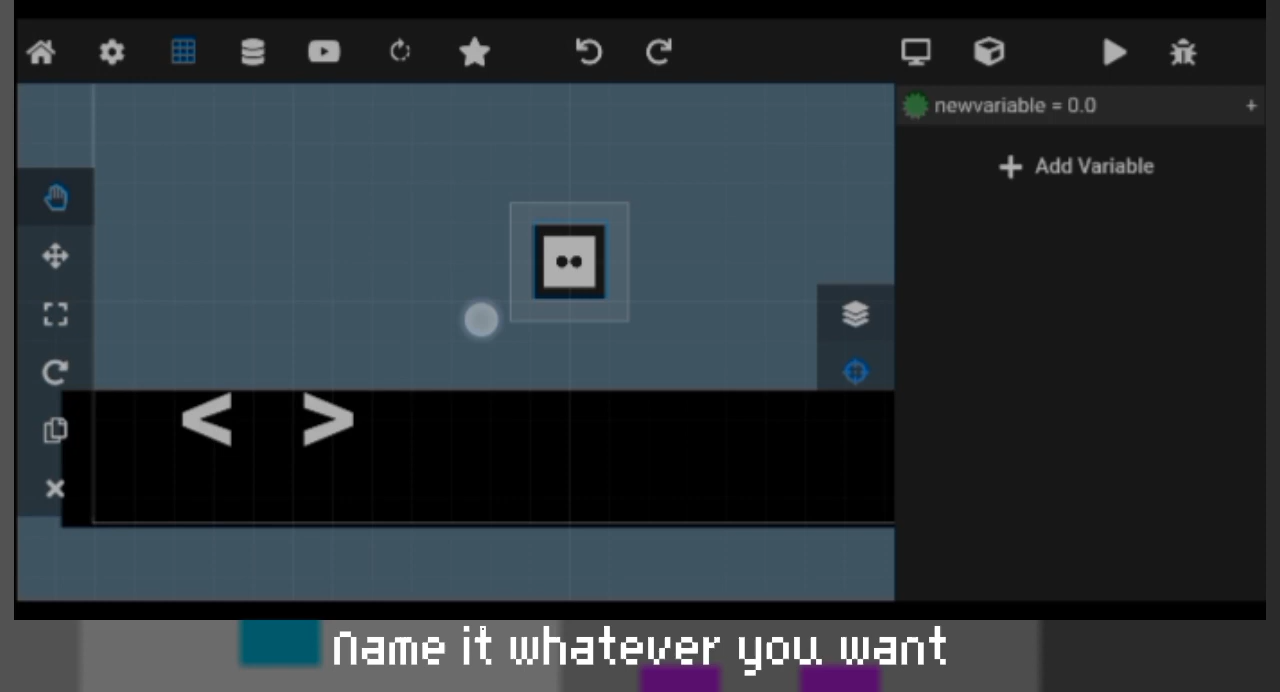 newvariable = 0.0 +
+ Add Variable
< >
Name it whatever you want